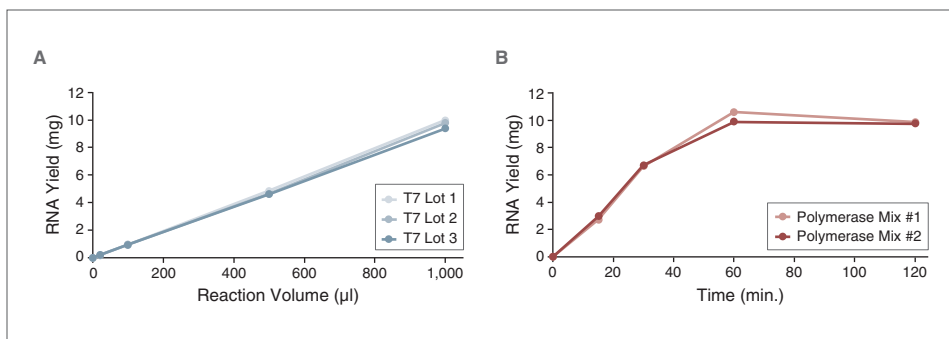 A
RNA Yield (mg)
12
10
8
6
4
2
0
0
200
400
600
800
1,000
Reaction Volume (µl)
T7 Lot 1
T7 Lot 2
T7 Lot 3
B
RNA Yield (mg)
12
10
8
6
4
2
0
0
20
40
60
80
100
120
Time (min.)
Polymerase Mix #1
Polymerase Mix #2